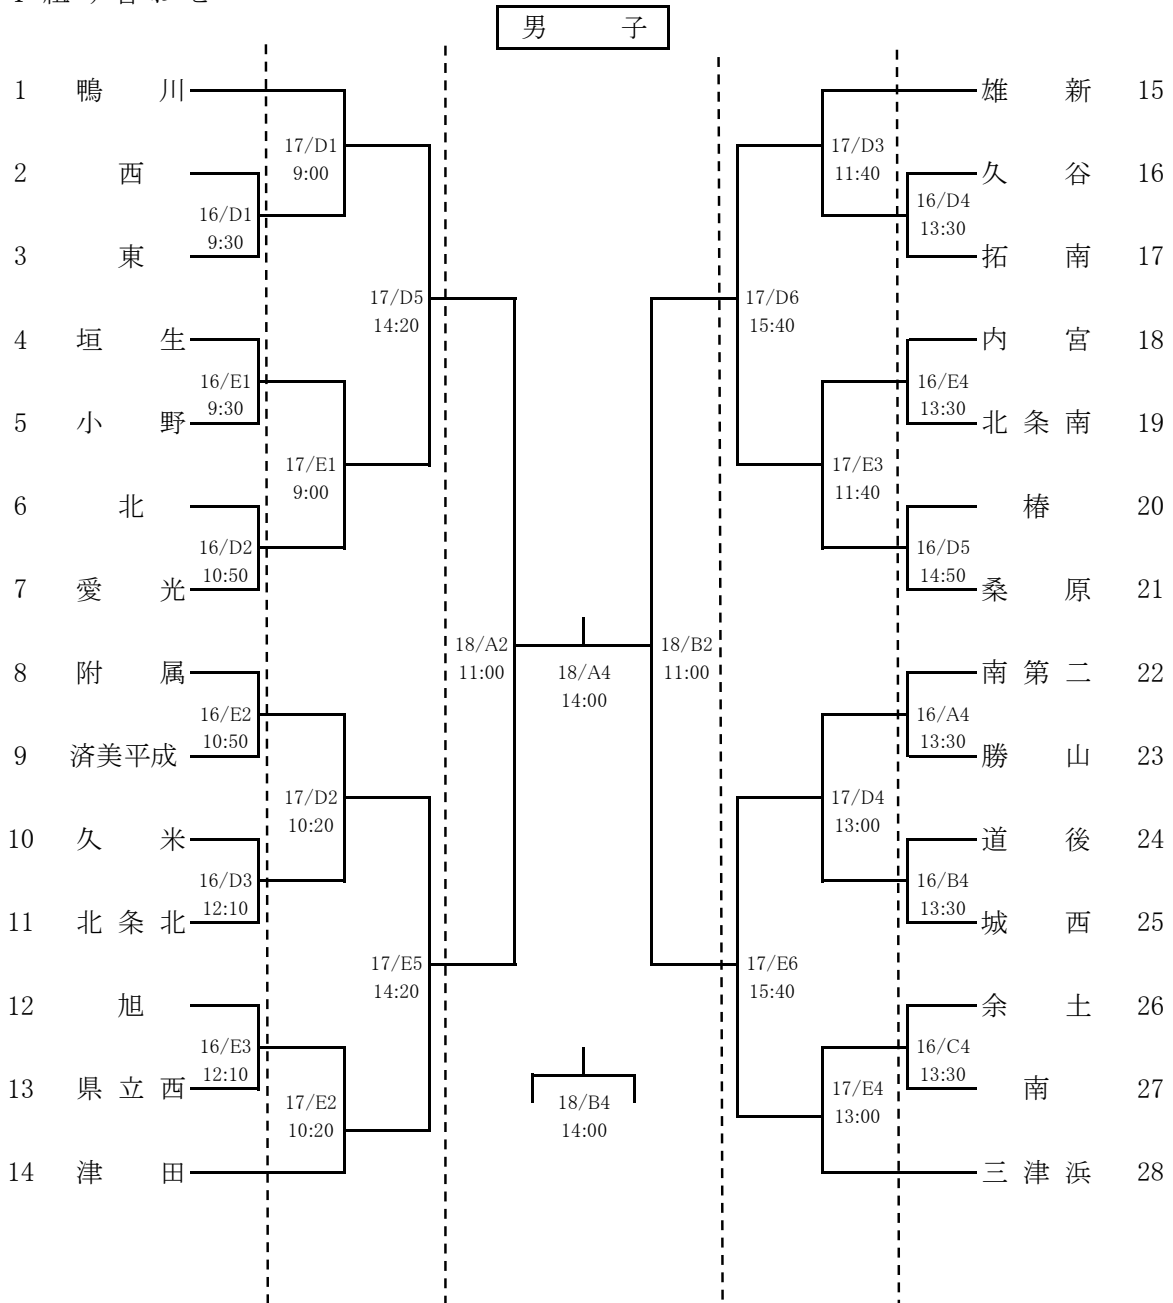 男 子
1 鴨 川
17/D1
9:00
2 西
16/D1
9:30
3 東
17/D5
14:20
4 垣 生
16/E1
9:30
5 小 野
17/E1
9:00
6 北
16/D2
10:50
7 愛 光
18/A2
11:00
8 附 属
16/E2
10:50
9 済美平成
17/D2
10:20
10 久 米
16/D3
12:10
11 北 条 北
17/E5
14:20
12 旭
16/E3
12:10
13 県 立 西
17/E2
10:20
14 津 田
18/A4
14:00
18/B4
14:00
雄 新 15
17/D3
11:40
久 谷 16
16/D4
13:30
拓 南 17
17/D6
15:40
内 宮 18
16/E4
13:30
北 条 南 19
17/E3
11:40
椿 20
16/D5
14:50
桑 原 21
18/B2
11:00
南 第 二 22
16/A4
13:30
勝 山 23
17/D4
13:00
道 後 24
16/B4
13:30
城 西 25
17/E6
15:40
余 土 26
16/C4
13:30
南 27
17/E4
13:00
三 津 浜 28